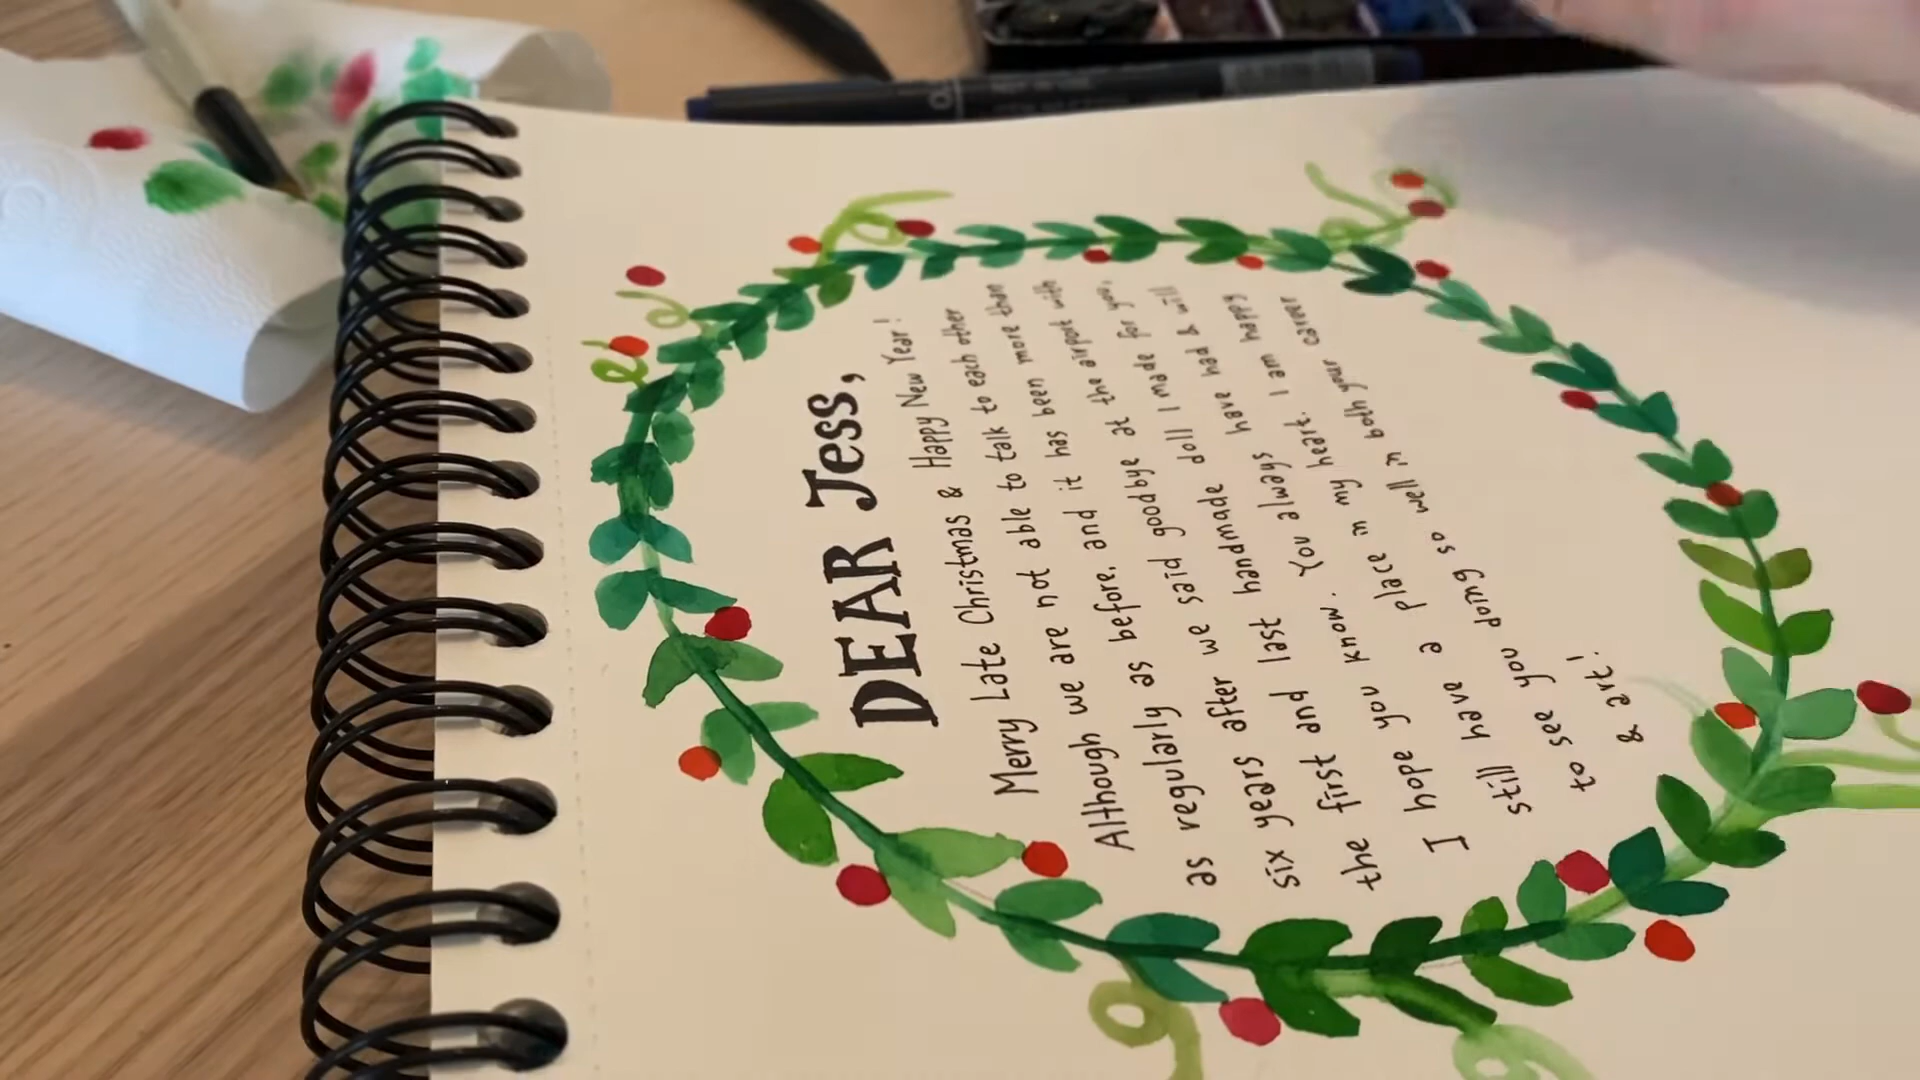 DEAR Jess,
Merry Late Christmas & Happy New Year!
Although we are not able to talk to each other
as regularly as before, and it has been more than
six years after we said goodbye at the airport with
the first and last handmade doll I made for you,
I hope you know. You always have had & will
still have a place in my heart. I am happy
to see you doing so well in both your career
& art!